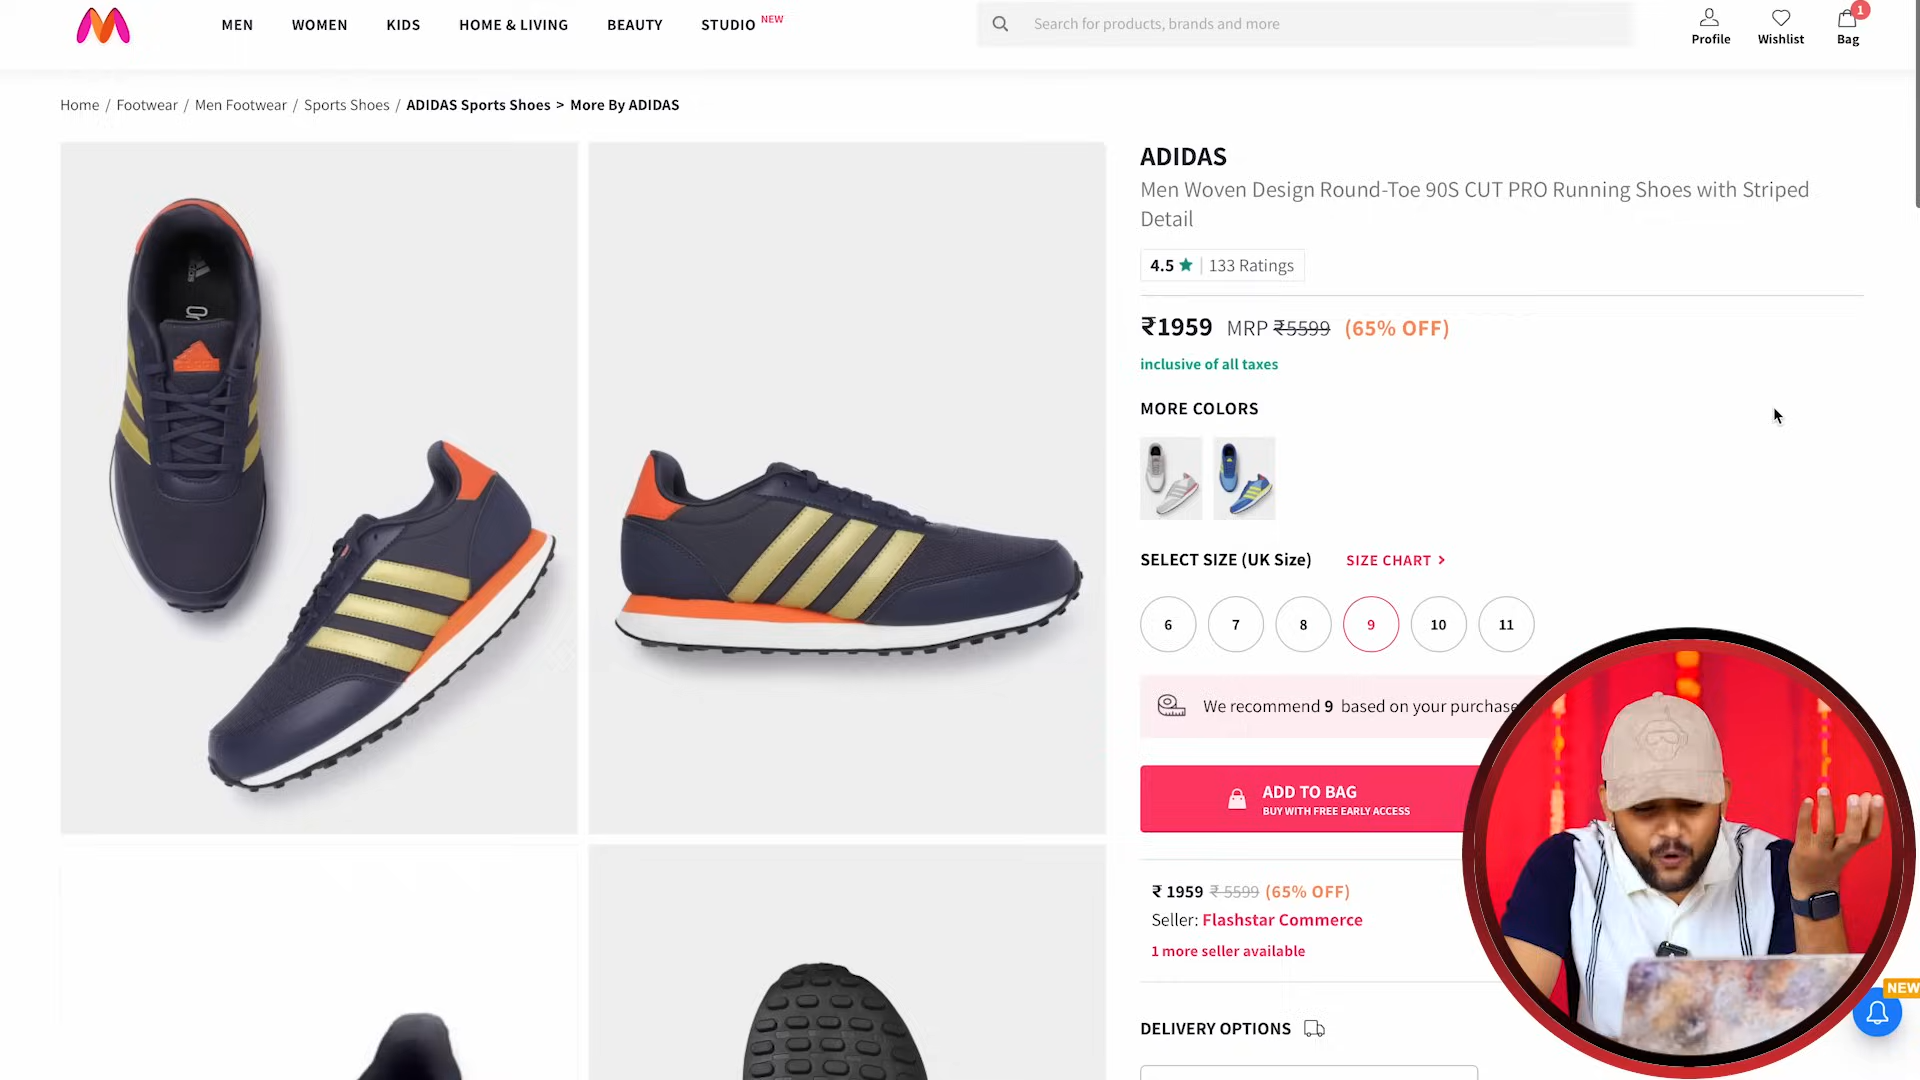 MEN WOMEN KIDS HOME & LIVING BEAUTY STUDIO NEW
Search for products, brands and more
Profile Wishlist Bag 1
Home / Footwear / Men Footwear / Sports Shoes / ADIDAS Sports Shoes > More By ADIDAS
ADIDAS
Men Woven Design Round-Toe 90S CUT PRO Running Shoes with Striped
Detail
4.5 ★ | 133 Ratings
₹1959 MRP ₹5599 (65% OFF)
inclusive of all taxes
MORE COLORS
SELECT SIZE (UK Size) SIZE CHART >
6 7 8 9 10 11
We recommend 9 based on your purchase
ADD TO BAG
BUY WITH FREE EARLY ACCESS
₹ 1959 ₹ 5599 (65% OFF)
Seller: Flashstar Commerce
1 more seller available
DELIVERY OPTIONS
NEW